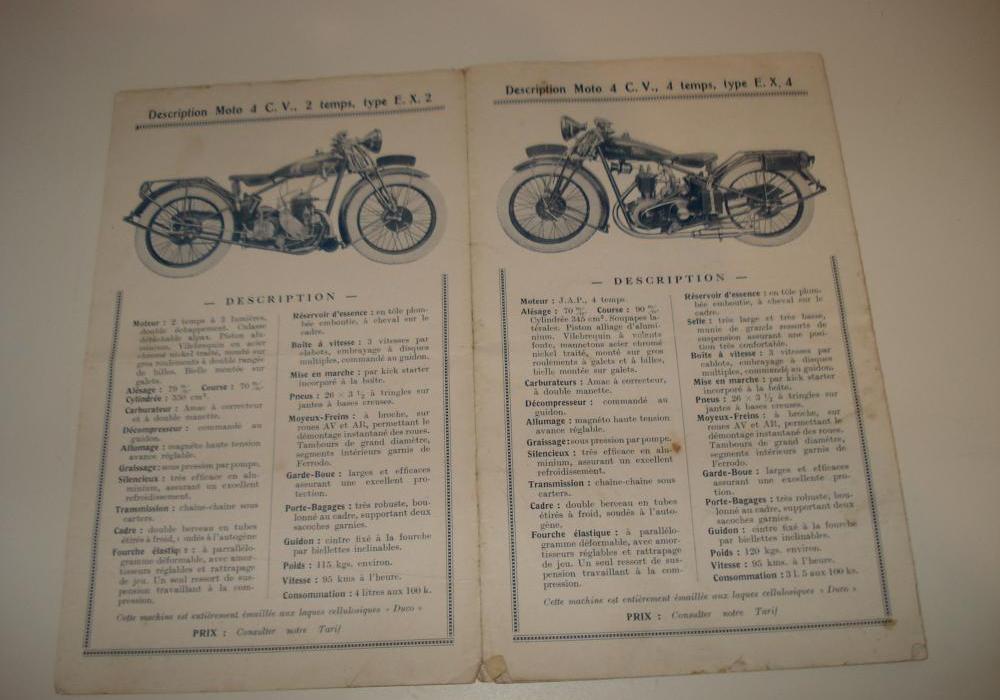 Description Moto 4 C. V., 2 temps, type E. X. 2
— DESCRIPTION —
Moteur : 2 temps à 3 lumières,
double échappement. Culasse
détachable alpax. Piston alu-
minium. Vilebrequin en acier
chromé nickel traité, monté sur
gros roulements à double rangée
de billes. Bielle montée sur
galets.
Alésage : 79 m/m. Course : 70 m/m.
Cylindrée : 350 cm³.
Carburateur : Amac à correcteur
et à double manette.
Décompresseur : commandé au
guidon.
Allumage : magnéto haute tension
avance réglable.
Graissage : sous pression par pompe.
Silencieux : très efficace en alu-
minium, assurant un excellent
refroidissement.
Transmission : chaîne-chaîne sous
carters.
Cadre : double berceau en tubes
étirés à froid, soudés à l'autogène
Fourche élastique : à parallélo-
gramme déformable, avec amor-
tisseurs réglables et rattrapage
de jeu. Un seul ressort de sus-
pension travaillant à la com-
pression.
Réservoir d'essence : en tôle plom-
bée emboutie, à cheval sur le
cadre.
Boîte à vitesse : 3 vitesses par
clabots, embrayage à disques
multiples, commandé au guidon.
Mise en marche : par kick starter
incorporé à la boîte.
Pneus : 26 × 3 ½ à tringles sur
jantes à bases creuses.
Moyeux-Freins : à broche, sur
roues AV et AR, permettant le
démontage instantané des roues.
Tambours de grand diamètre,
segments intérieurs garnis de
Ferrodo.
Garde-Boue : larges et efficaces
assurant une excellente pro-
tection.
Porte-Bagages : très robuste, bou-
lonné au cadre, supportant deux
sacoches garnies.
Guidon : cintre fixé à la fourche
par biellettes inclinables.
Poids : 115 kgs. environ.
Vitesse : 95 kms à l'heure.
Consommation : 4 litres aux 100 k.
Cette machine est entièrement émaillée aux laques cellulosiques « Duco »
PRIX : Consulter notre Tarif
Description Moto 4 C. V., 4 temps, type E. X. 4
— DESCRIPTION —
Moteur : J.A.P., 4 temps
Alésage : 70 m/m. Course : 90 m/m.
Cylindrée 345 cm³. Soupapes la-
térales. Piston alliage d'alumi-
nium. Vilebrequin à volants
fonte, mannetons acier chromé
nickel traité, monté sur gros
roulements à galets et à billes,
bielle montée sur galets.
Carburateurs : Amac à correcteur,
à double manette.
Décompresseur : commandé au
guidon.
Allumage : magnéto haute tension
avance réglable.
Graissage : sous pression par pompe.
Silencieux : très efficace en alu-
minium, assurant un excellent
refroidissement.
Transmission : chaîne-chaîne sous
carters.
Cadre : double berceau en tubes
étirés à froid, soudés à l'auto-
gène.
Fourche élastique : à parallélo-
gramme déformable, avec amor-
tisseurs réglables et rattrapage
de jeu. Un seul ressort de sus-
pension travaillant à la com-
pression.
Réservoir d'essence : en tôle plom-
bée emboutie, à cheval sur le
cadre.
Selle : très large et très basse,
munie de grands ressorts de
suspension assurant une posi-
tion très confortable.
Boîte à vitesse : 3 vitesses par
clabots, embrayage à disques
multiples, commandé au guidon.
Mise en marche : par kick starter
incorporé à la boîte.
Pneus : 26 × 3 ½ à tringles sur
jantes à bases creuses.
Moyeux-Freins : à broche, sur
roues AV et AR, permettant le
démontage instantané des roues.
Tambours de grand diamètre,
segments intérieurs garnis de
Ferrodo.
Garde-Boue : larges et efficaces
assurant une excellente pro-
tion.
Porte-Bagages : très robuste, bou-
lonné au cadre, supportant deux
sacoches garnies.
Guidon : cintre fixé à la fourche
par biellettes inclinables.
Poids : 120 kgs. environ.
Vitesse : 95 kms à l'heure.
Consommation : 3 l. 5 aux 100 ks.
Cette machine est entièrement émaillée aux laques cellulosiques « Duco »
PRIX : Consulter notre Tarif